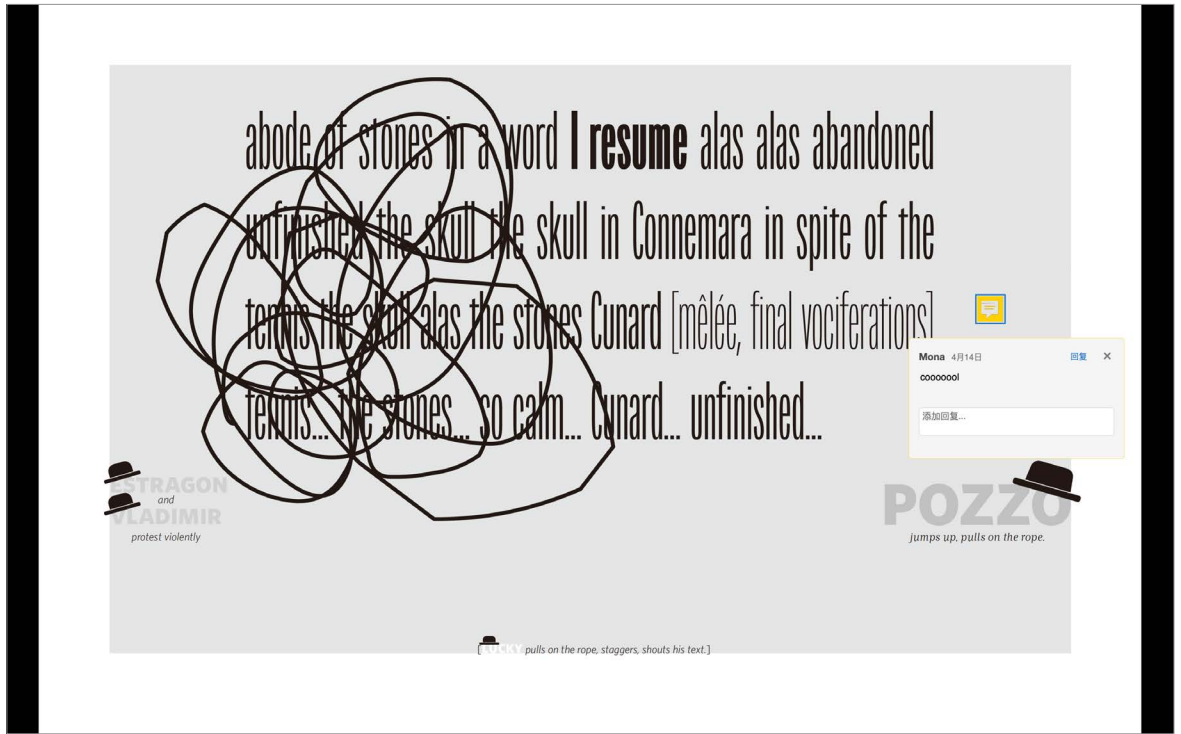 abode of stones in a word I resume alas alas abandoned
unfinished the skull the skull in Connemara in spite of the
tennis the skull alas the stones Cunard [mêlée, final vociferations]
tennis... the stones... so calm... Cunard... unfinished...
Mona 4月14日 回复
cooooool
添加回复...
ESTRAGON
and
VLADIMIR
protest violently
POZZO
jumps up, pulls on the rope.
[LUCKY pulls on the rope, staggers, shouts his text.]